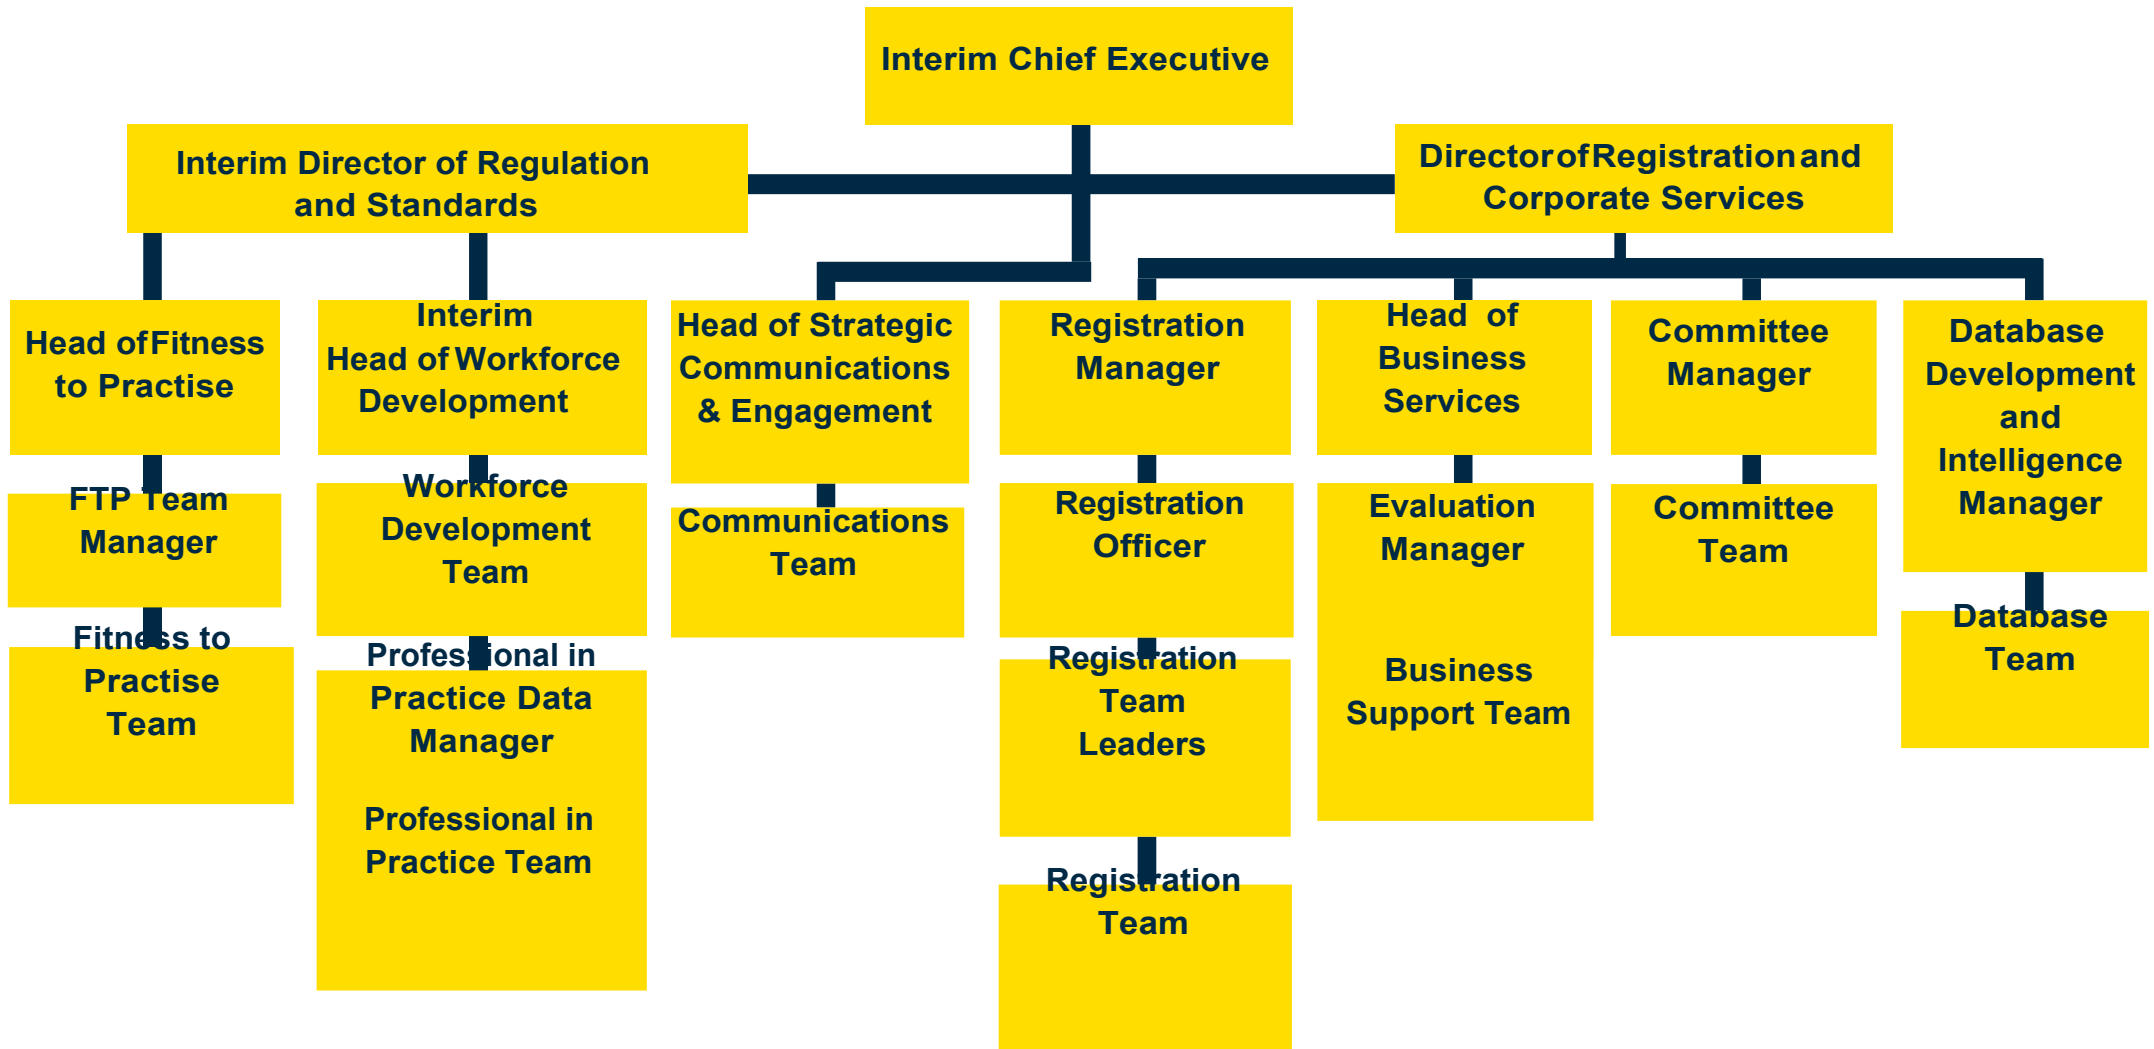 Interim Chief Executive
Interim Director of Regulation
and Standards
Director of Registration and
Corporate Services
Head of Fitness
to Practise
Interim
Head of Workforce
Development
Head of Strategic
Communications
& Engagement
Registration
Manager
Head of
Business
Services
Committee
Manager
Database
Development
and
Intelligence
Manager
FTP Team
Manager
Workforce
Development
Team
Communications
Team
Registration
Officer
Evaluation
Manager
Business
Support Team
Committee
Team
Database
Team
Fitness to
Practise
Team
Professional in
Practice Data
Manager
Professional in
Practice Team
Registration
Team
Leaders
Registration
Team